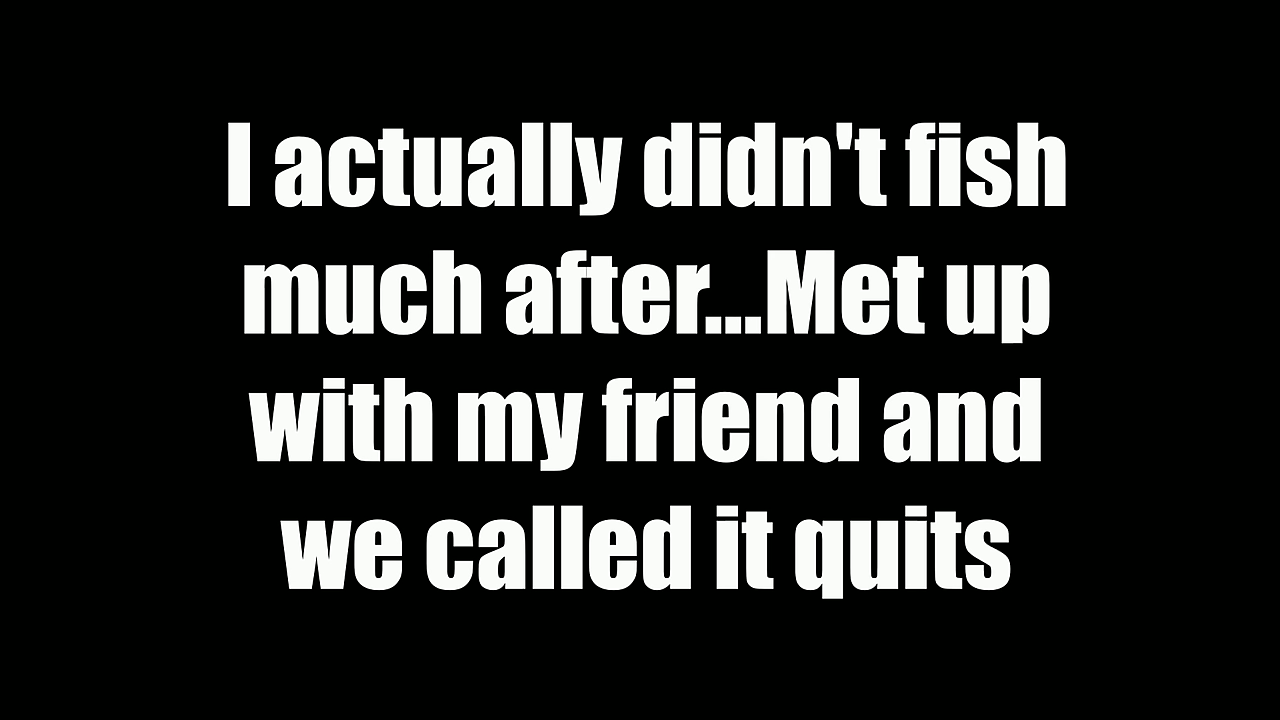 I actually didn't fish
much after...Met up
with my friend and
we called it quits